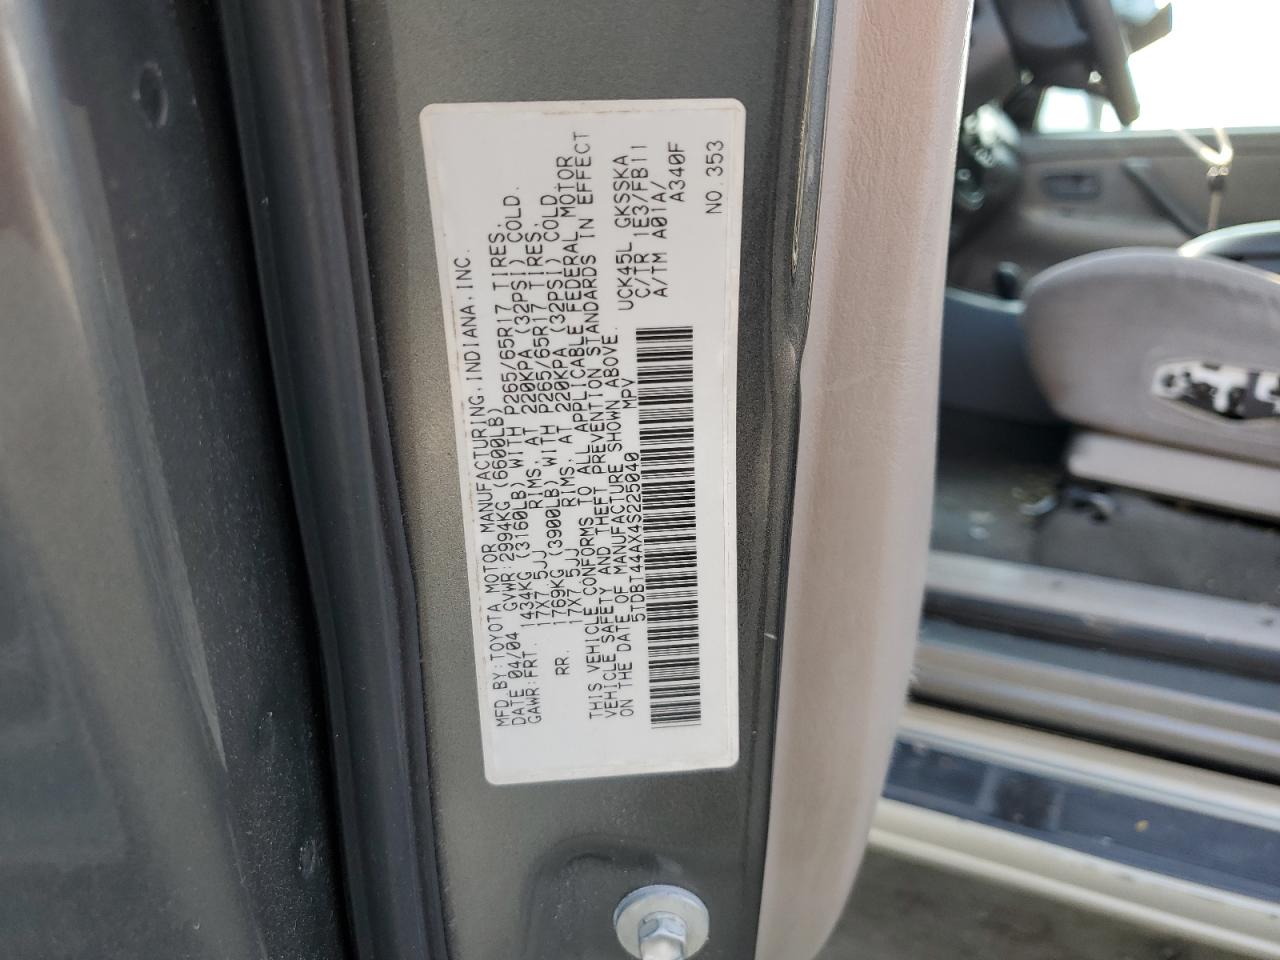 MFD.BY:TOYOTA MOTOR MANUFACTURING,INDIANA,INC.
DATE 04/04 GVWR:2994KG (6600LB)
GAWR:FRT. 1434KG (3160LB) WITH P265/65R17 TIRES.
17X7.5JJ RIMS, AT 220KPA (32PSI) COLD.
RR. 1769KG (3900LB) WITH P265/65R17 TIRES.
17X7.5JJ RIMS, AT 220KPA (32PSI) COLD.
THIS VEHICLE CONFORMS TO ALL APPLICABLE FEDERAL MOTOR
VEHICLE SAFETY AND THEFT PREVENTION STANDARDS IN EFFECT
ON THE DATE OF MANUFACTURE SHOWN ABOVE.
5TDBT44AX4S225040 MPV
UCK45L GKSSKA
C/TR 1E3/FB11
A/TM A01A/
A340F
NO.353